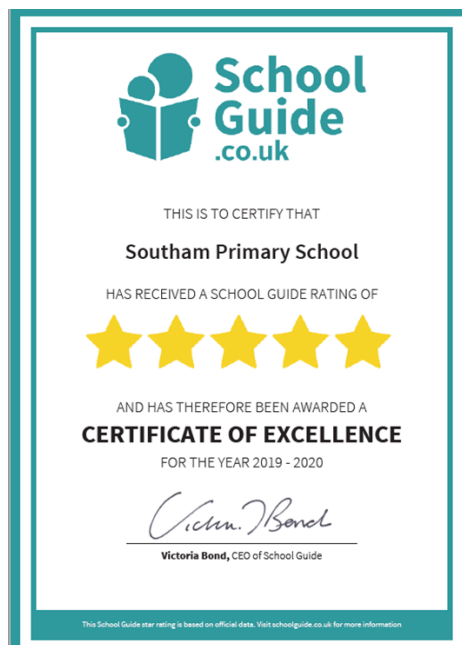 School
Guide
.co.uk
THIS IS TO CERTIFY THAT
Southam Primary School
HAS RECEIVED A SCHOOL GUIDE RATING OF
AND HAS THEREFORE BEEN AWARDED A
CERTIFICATE OF EXCELLENCE
FOR THE YEAR 2019 - 2020
Victoria Bond, CEO of School Guide
This School Guide star rating is based on official data. Visit schoolguide.co.uk for more information